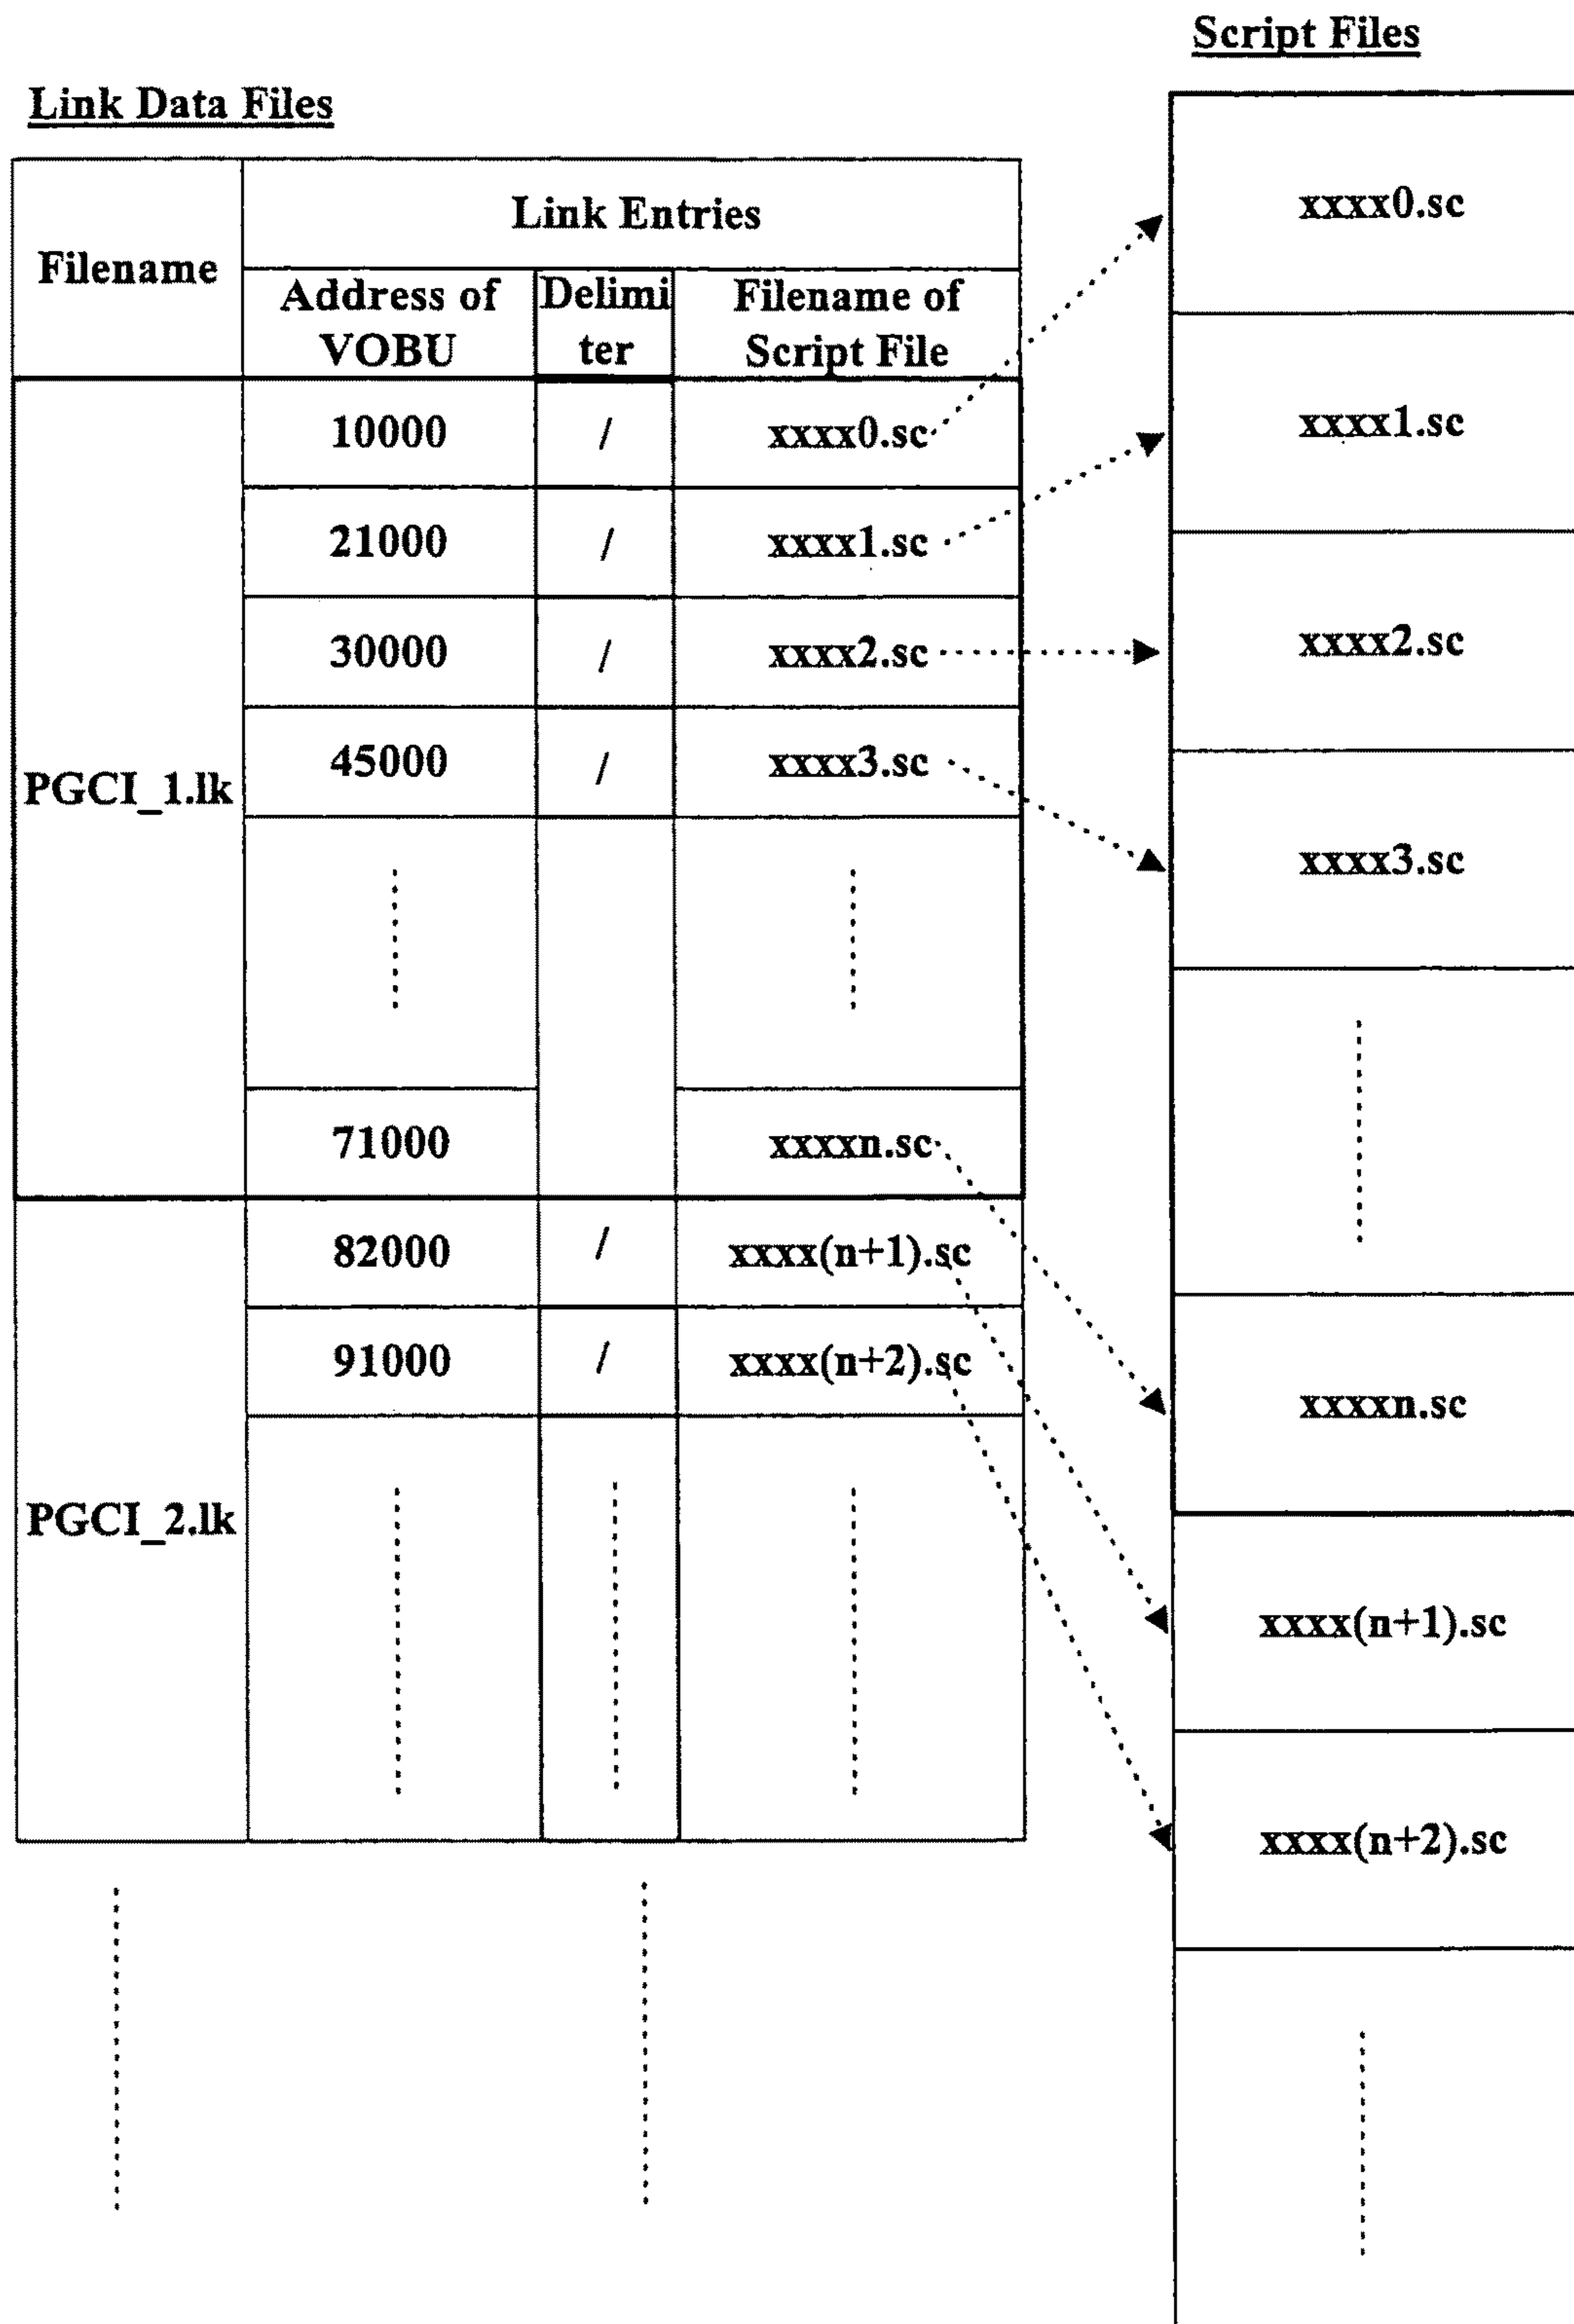 Script Files
Link Data Files
Filename
Link Entries
Address of
VOBU
Delimi
ter
Filename of
Script File
PGCI_1.lk
10000 / xxxx0.sc
21000 / xxxx1.sc
30000 / xxxx2.sc
45000 / xxxx3.sc
71000 xxxxn.sc
PGCI_2.lk
82000 / xxxx(n+1).sc
91000 / xxxx(n+2).sc
xxxx0.sc
xxxx1.sc
xxxx2.sc
xxxx3.sc
xxxxn.sc
xxxx(n+1).sc
xxxx(n+2).sc